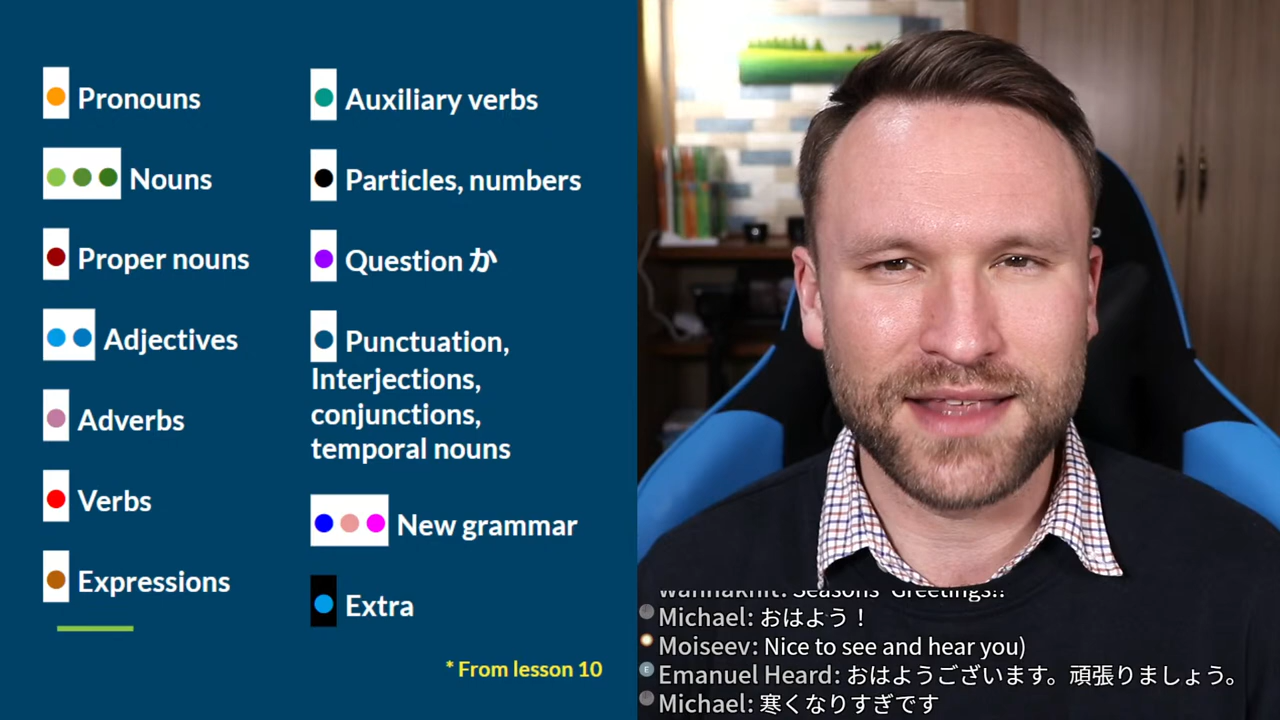 Pronouns
Nouns
Proper nouns
Adjectives
Adverbs
Verbs
Expressions
Auxiliary verbs
Particles, numbers
Question か
Punctuation,
Interjections,
conjunctions,
temporal nouns
New grammar
Extra
* From lesson 10
wannaknit: Seasons' Greetings!!
Michael: おはよう！
Moiseev: Nice to see and hear you)
Emanuel Heard: おはようございます。頑張りましょう。
Michael: 寒くなりすぎです